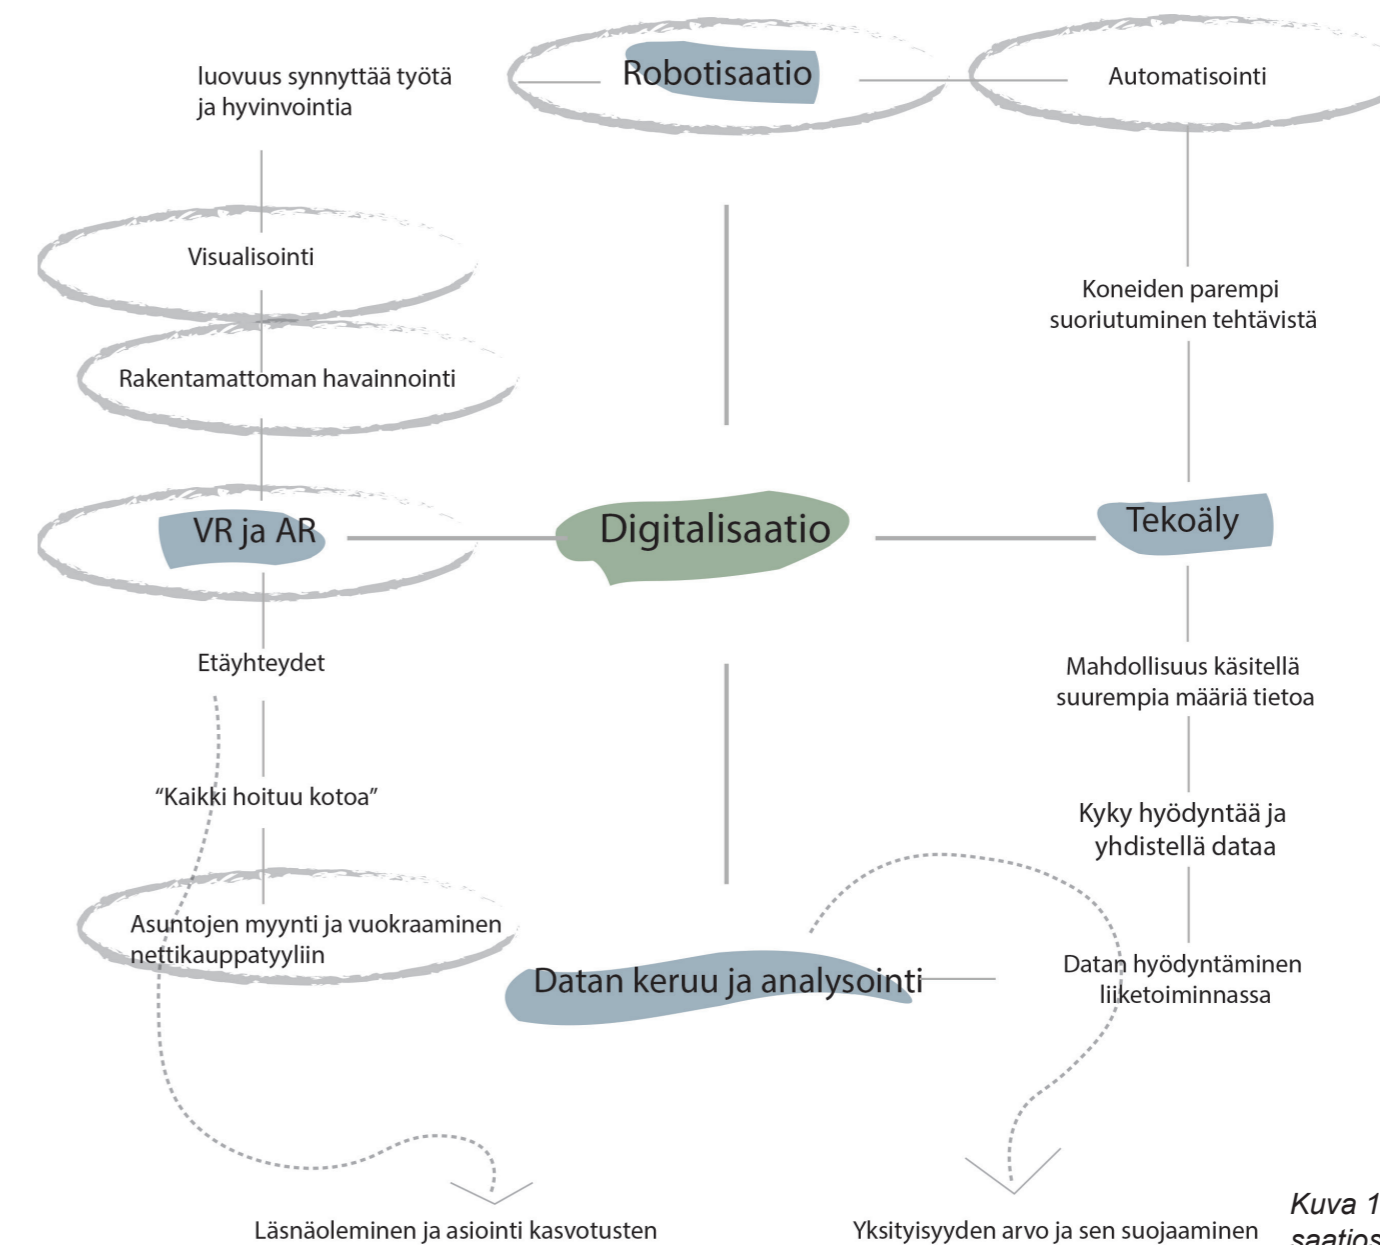 luovuus synnyttää työtä
ja hyvinvointia
Robotisaatio
Automatisointi
Visualisointi
Koneiden parempi
suoriutuminen tehtävistä
Rakentamattoman havainnointi
VR ja AR
Digitalisaatio
Tekoäly
Etäyhteydet
Mahdollisuus käsitellä
suurempia määriä tietoa
“Kaikki hoituu kotoa”
Kyky hyödyntää ja
yhdistellä dataa
Asuntojen myynti ja vuokraaminen
nettikauppatyyliin
Datan keruu ja analysointi
Datan hyödyntäminen
liiketoiminnassa
Läsnäoleminen ja asiointi kasvotusten
Yksityisyyden arvo ja sen suojaaminen
Kuva 1
saatios